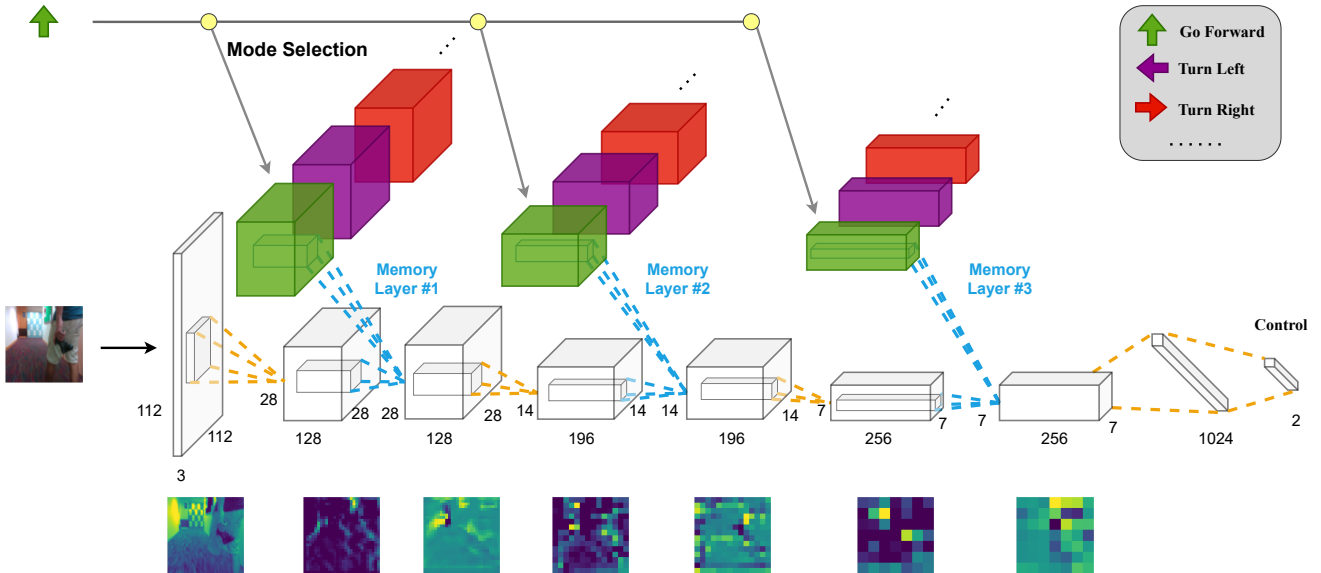 Mode Selection
Go Forward
Turn Left
Turn Right
. . . . . .
Memory
Layer #1
Memory
Layer #2
Memory
Layer #3
Control
112
112
3
28
128
28
28
128
28
14
196
14
14
196
14
7
256
7
7
256
7
1024
2